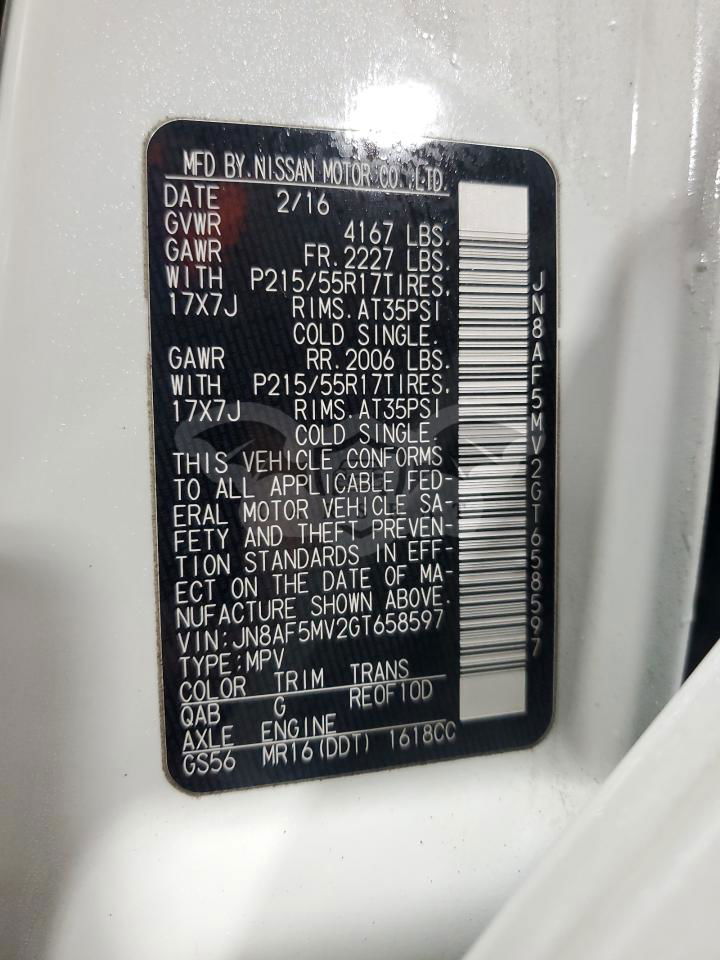 MFD BY.NISSAN MOTOR CO.,LTD.
DATE 2/16
GVWR 4167 LBS.
GAWR FR.2227 LBS.
WITH P215/55R17TIRES,
17X7J RIMS.AT35PSI
COLD SINGLE.
GAWR RR.2006 LBS.
WITH P215/55R17TIRES,
17X7J RIMS.AT35PSI
COLD SINGLE.
THIS VEHICLE CONFORMS
TO ALL APPLICABLE FED-
ERAL MOTOR VEHICLE SA-
FETY AND THEFT PREVEN-
TION STANDARDS IN EFF-
ECT ON THE DATE OF MA-
NUFACTURE SHOWN ABOVE.
VIN:JN8AF5MV2GT658597
TYPE:MPV
COLOR TRIM TRANS
QAB G RE0F10D
AXLE ENGINE
GS56 MR16(DDT) 1618CC
JN8AF5MV2GT658597